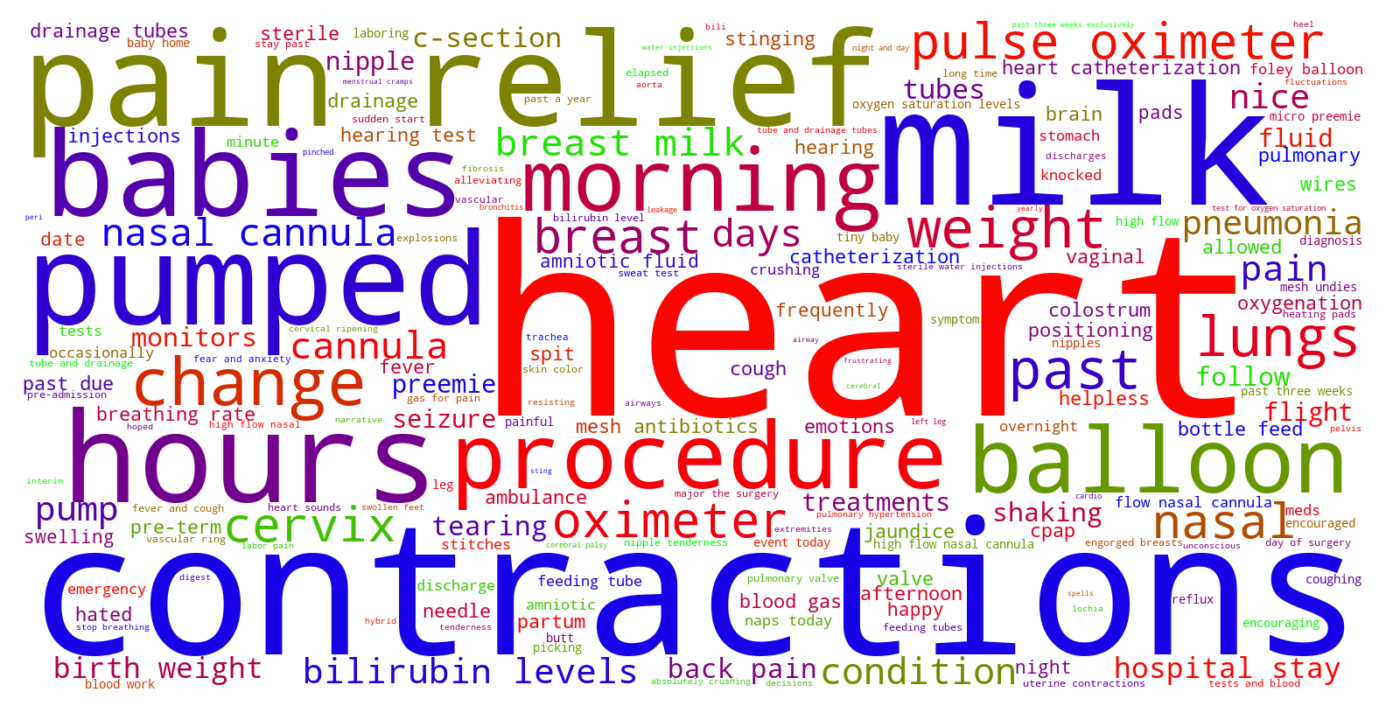 drainage tubes
baby home
sterile
stay past
laboring
c-section
bili
stinging
past three weeks exclusively
water injections
night and day
pulse oximeter
heel
fluctuations
pain relief
nipple
menstrual cramps
elapsed
aorta
long time
heart catheterization
foley balloon
drainage
sudden start
past a year
oxygen saturation levels
tubes
brain
pads
nice
micro preemie
injections
minute
pinched
hearing test
breast milk
tube and drainage tubes
hearing
milk
stomach
discharges
knocked
fluid
pulmonary
babies
fibrosis
alleviating
vascular
bronchitis
morning
wires
peri
leakage
yearly
test for oxygen saturation
date
nasal cannula
explosions
bilirubin level
breast
days
tiny baby
weight
high flow
pneumonia
vaginal
allowed
diagnosis
amniotic fluid
sweat test
crushing
catheterization
sterile water injections
pain
mesh undies
pumped
heart
frequently
colostrum
oxygenation
heating pads
tests
monitors
cervical ripening
trachea
airway
symptom
positioning
nipples
lungs
occasionally
fear and anxiety
cannula
spit
frustrating
tube and drainage
fever
skin color
cough
past
follow
past due
change
preemie
cerebral
past three weeks
pre-admission
gas for pain
helpless
breathing rate
resisting
airways
flight
hoped
high flow nasal
narrative
seizure
painful
mesh
antibiotics
emotions
left leg
overnight
bottle feed
pelvis
hours
procedure
balloon
interim
fever and cough
heart sounds
leg
sting
swollen feet
ambulance
major the surgery
treatments
cardio
flow nasal cannula
meds
pump
pre-term
cervix
tearing
oximeter
pulmonary hypertension
shaking
nasal
encouraged
swelling
vascular ring
extremities
jaundice
cpap
labor pain
stitches
cerebral palsy
nipple tenderness
event today
high flow nasal cannula
engorged breasts
unconscious
day of surgery
contractions
emergency
digest
discharge
feeding tube
pulmonary valve
valve
spells
coughing
hated
amniotic
blood gas
afternoon
reflux
needle
partum
happy
lochia
stop breathing
hybrid
tenderness
naps today
feeding tubes
encouraging
butt
picking
birth weight
bilirubin levels
back pain
condition
night
hospital stay
blood work
absolutely crushing
decisions
uterine contractions
tests and blood